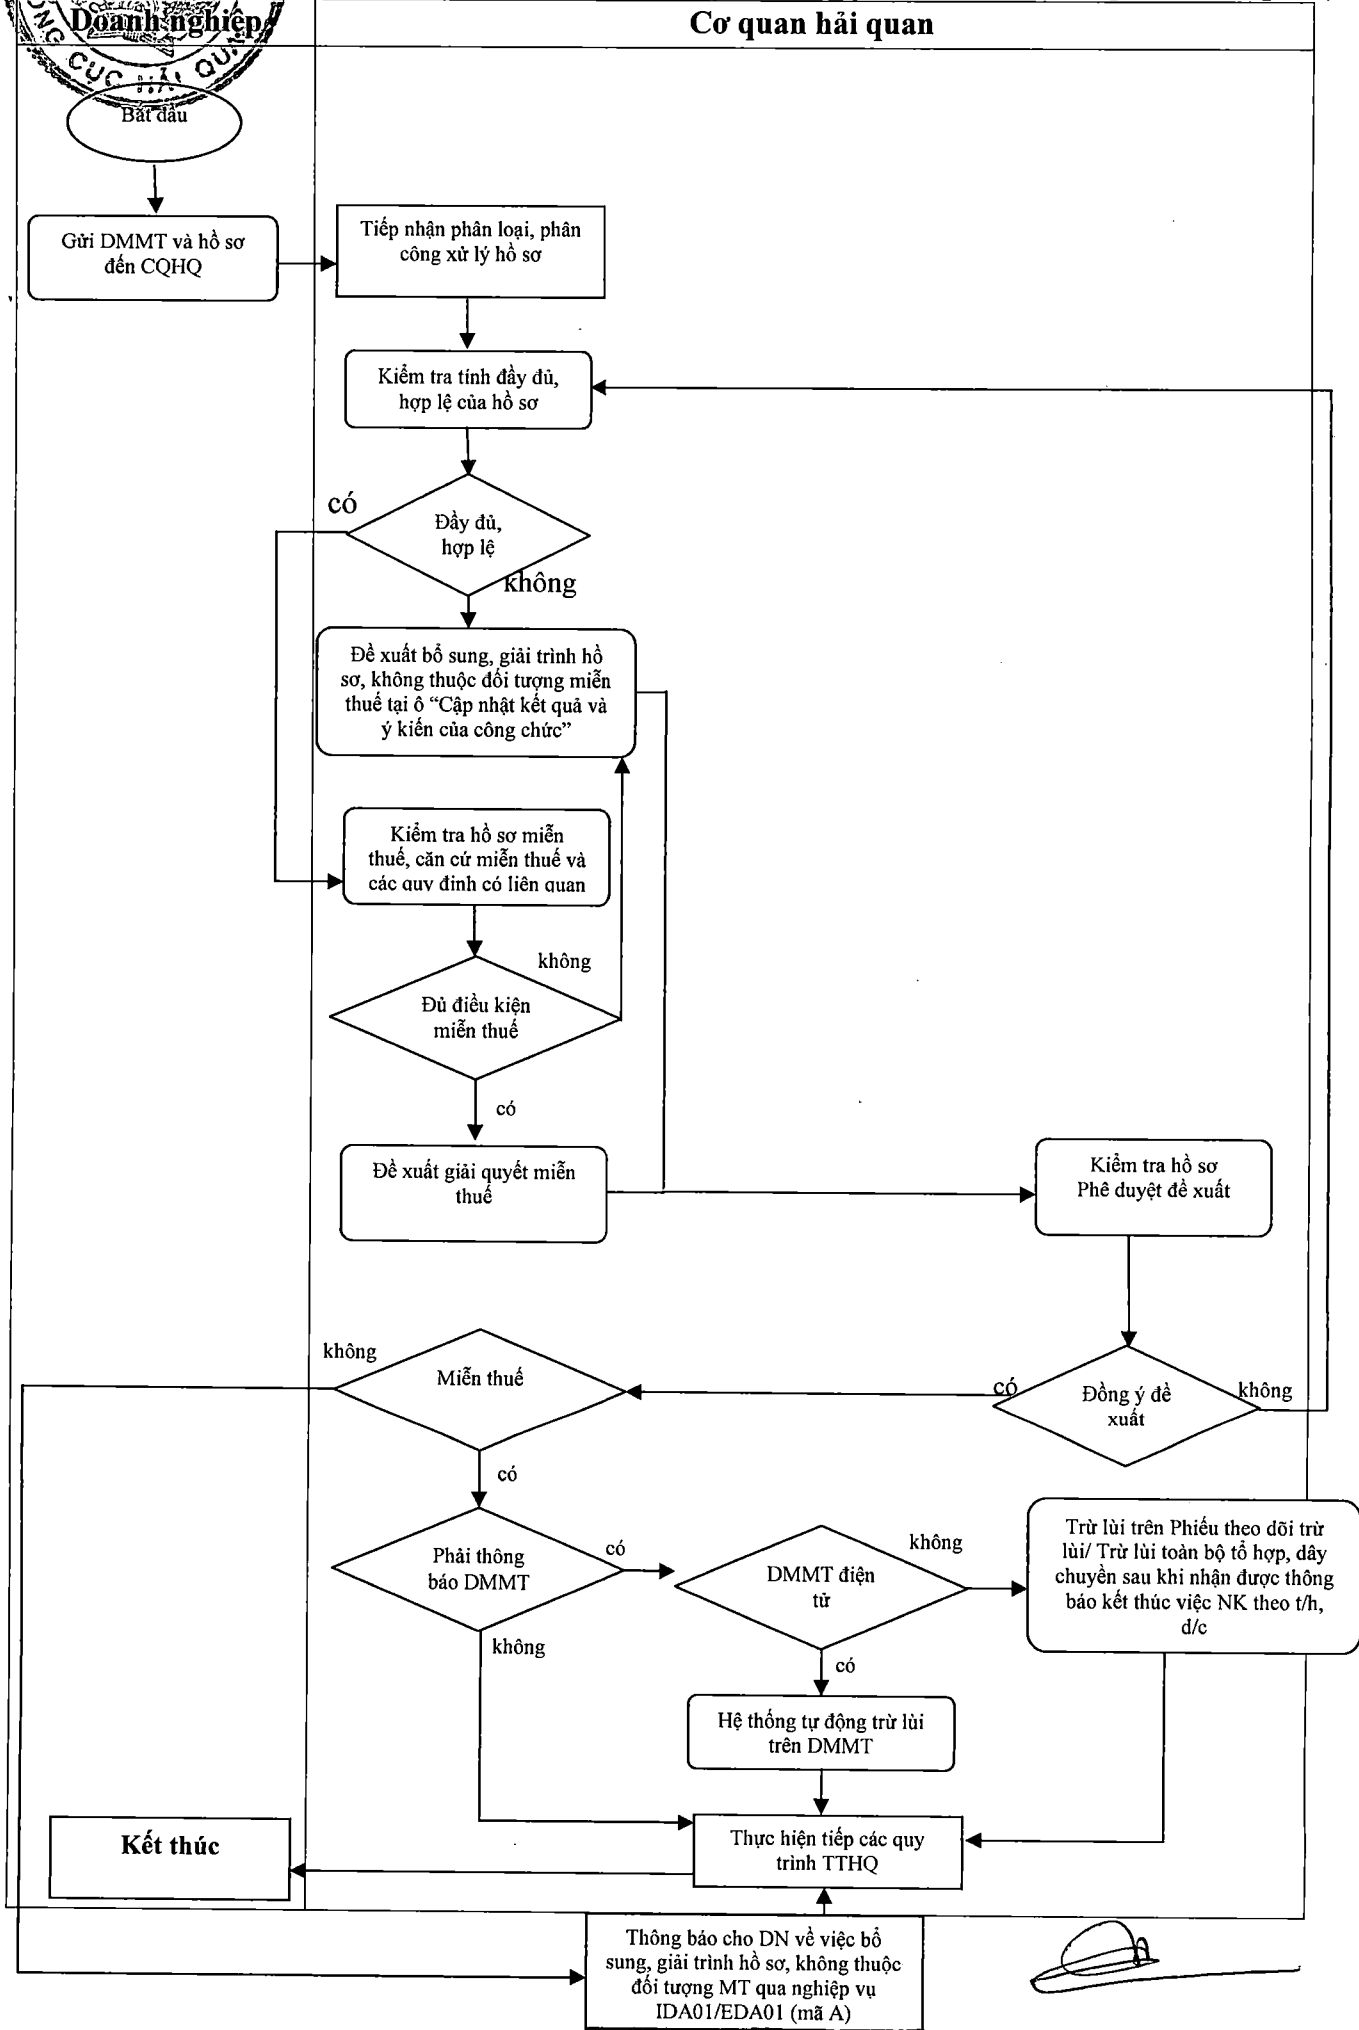 Doanh nghiệp
Cơ quan hải quan
CỤC HẢI QUAN
Bắt đầu
Gửi DMMT và hồ sơ
đến CQHQ
Tiếp nhận phân loại, phân
công xử lý hồ sơ
Kiểm tra tính đầy đủ,
hợp lệ của hồ sơ
có
Đầy đủ,
hợp lệ
không
Đề xuất bổ sung, giải trình hồ
sơ, không thuộc đối tượng miễn
thuế tại ô “Cập nhật kết quả và
ý kiến của công chức”
Kiểm tra hồ sơ miễn
thuế, căn cứ miễn thuế và
các quy định có liên quan
không
Đủ điều kiện
miễn thuế
có
Đề xuất giải quyết miễn
thuế
Kiểm tra hồ sơ
Phê duyệt đề xuất
không
Miễn thuế
có
Đồng ý đề
xuất
không
có
Phải thông
báo DMMT
có
không
DMMT điện
tử
không
có
Trừ lùi trên Phiếu theo dõi trừ
lùi/ Trừ lùi toàn bộ tổ hợp, dây
chuyền sau khi nhận được thông
báo kết thúc việc NK theo t/h,
d/c
Hệ thống tự động trừ lùi
trên DMMT
Kết thúc
Thực hiện tiếp các quy
trình TTHQ
Thông báo cho DN về việc bổ
sung, giải trình hồ sơ, không thuộc
đối tượng MT qua nghiệp vụ
IDA01/EDA01 (mã A)